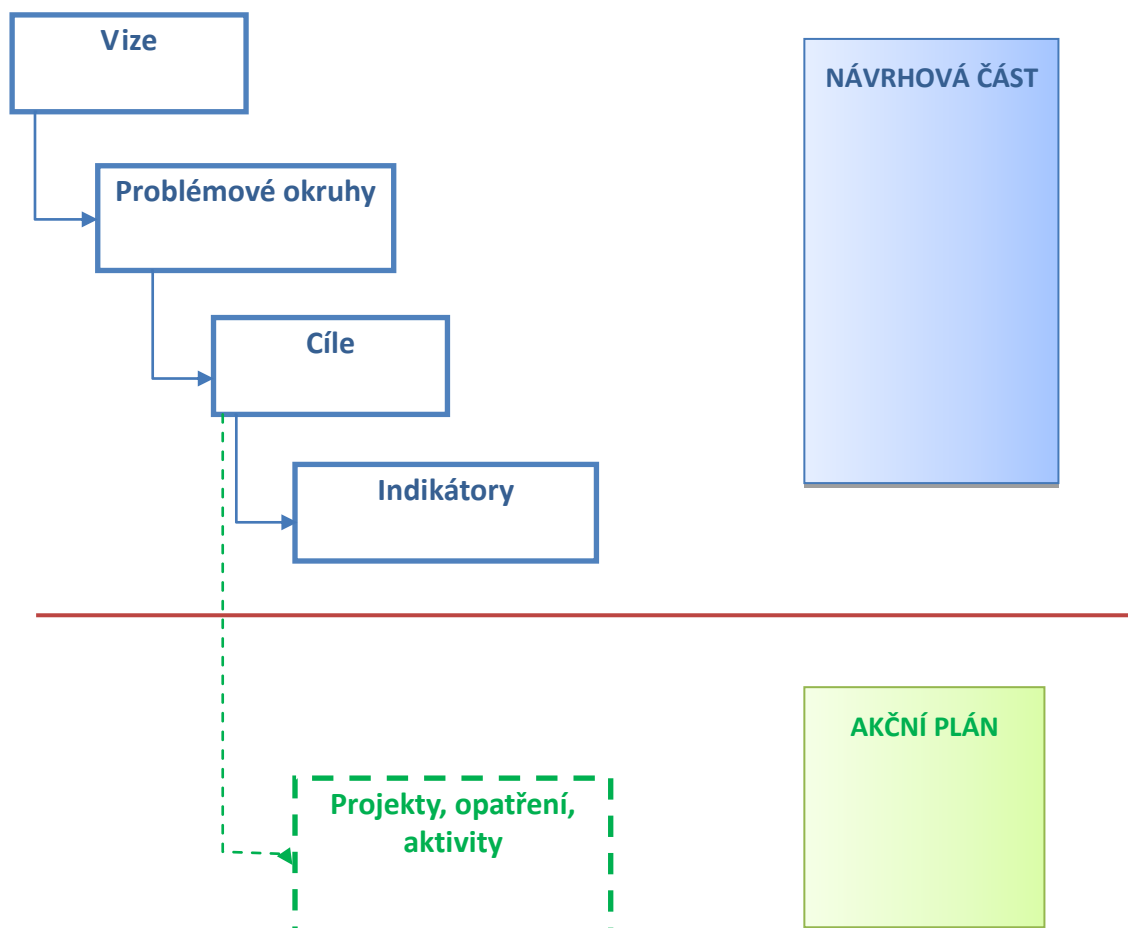 Vize
NÁVRHOVÁ ČÁST
Problémové okruhy
Cíle
Indikátory
AKČNÍ PLÁN
Projekty, opatření,
aktivity